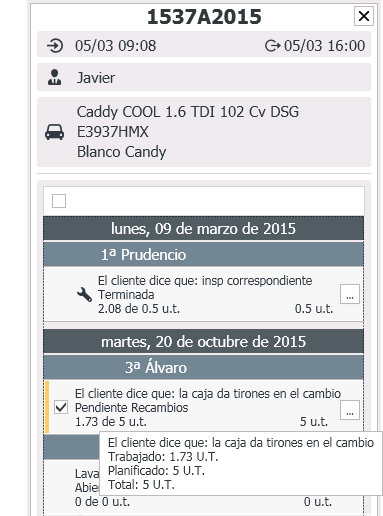 1537A2015
05/03 09:08
05/03 16:00
Javier
Caddy COOL 1.6 TDI 102 Cv DSG
E3937HMX
Blanco Candy
lunes, 09 de marzo de 2015
1ª Prudencio
El cliente dice que: insp correspondiente
Terminada
2.08 de 0.5 u.t. 0.5 u.t.
...
martes, 20 de octubre de 2015
3ª Álvaro
El cliente dice que: la caja da tirones en el cambio
Pendiente Recambios
1.73 de 5 u.t. 5 u.t.
...
El cliente dice que: la caja da tirones en el cambio
Trabajado: 1.73 U.T.
Planificado: 5 U.T.
Total: 5 U.T.
0 de 0 u.t. 0 u.t.